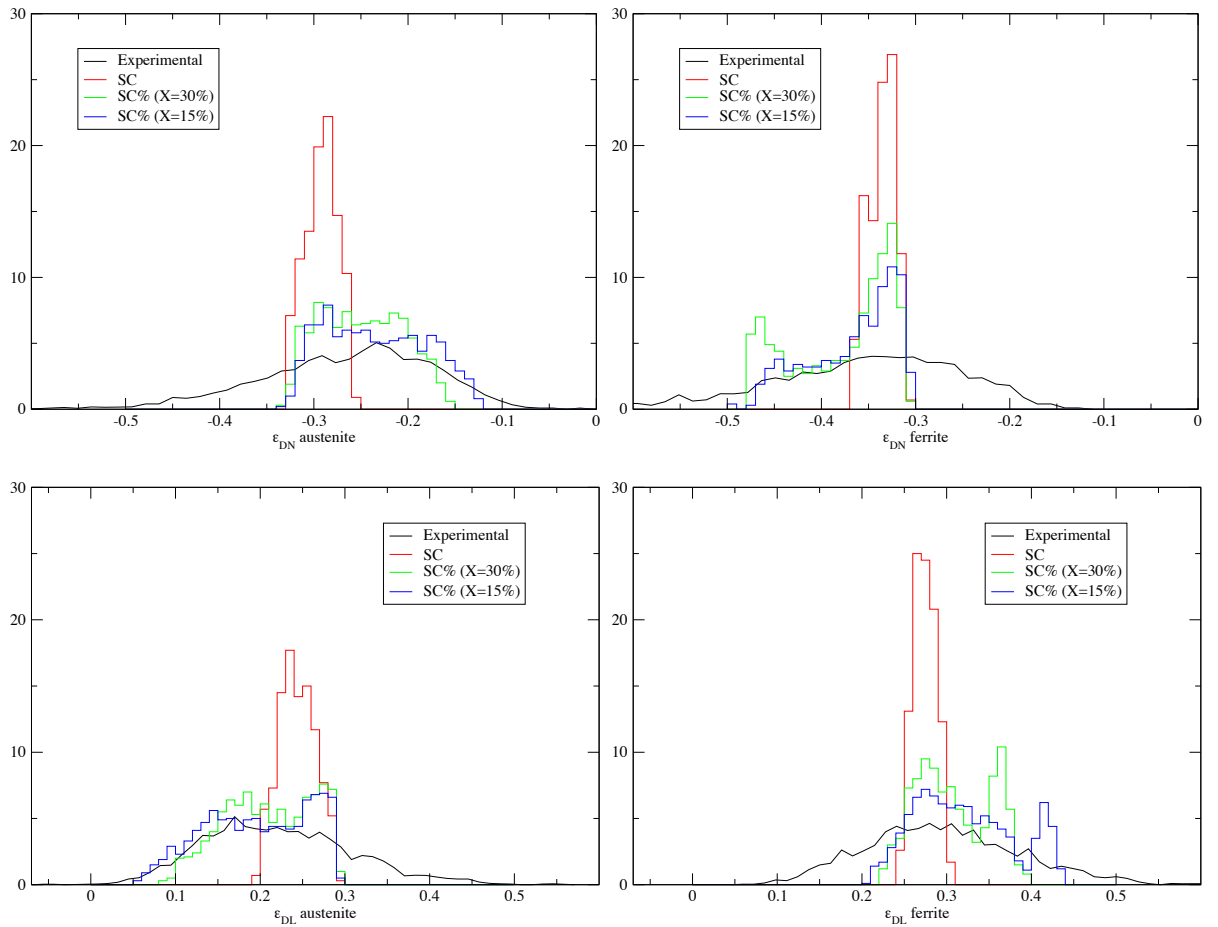 30
20
10
0
Experimental
SC
SC% (X=30%)
SC% (X=15%)
-0.5 -0.4 -0.3 -0.2 -0.1 0
εDN austenite
30
20
10
0
Experimental
SC
SC% (X=30%)
SC% (X=15%)
-0.5 -0.4 -0.3 -0.2 -0.1 0
εDN ferrite
30
20
10
0
Experimental
SC
SC% (X=30%)
SC% (X=15%)
0 0.1 0.2 0.3 0.4 0.5
εDL austenite
30
20
10
0
Experimental
SC
SC% (X=30%)
SC% (X=15%)
0 0.1 0.2 0.3 0.4 0.5
εDL ferrite